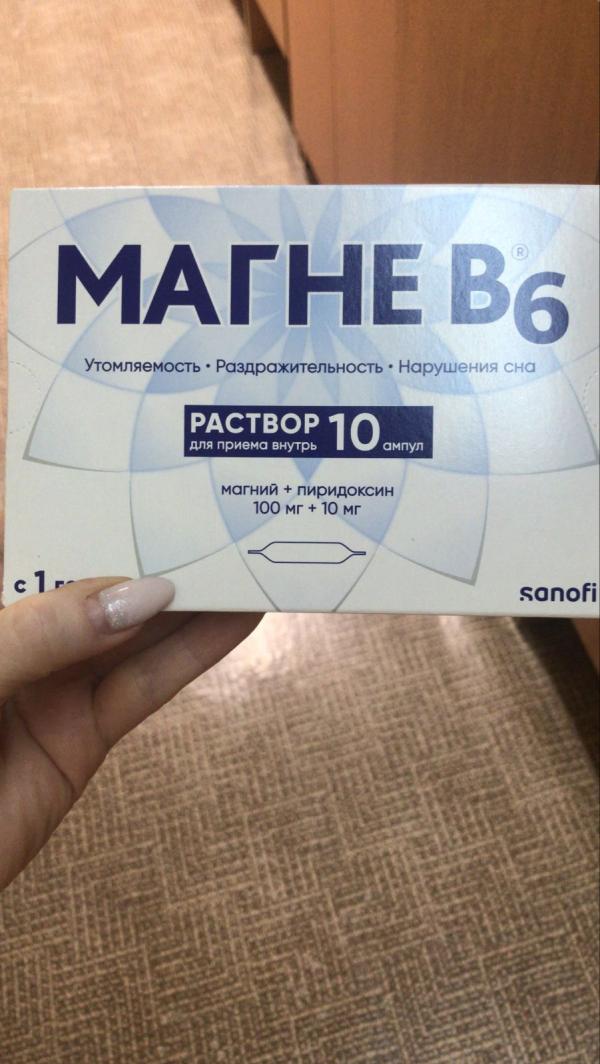 МАГНЕ B6®
Утомляемость • Раздражительность • Нарушения сна
РАСТВОР 10
для приема внутрь ампул
магний + пиридоксин
100 мг + 10 мг
с 1
sanofi